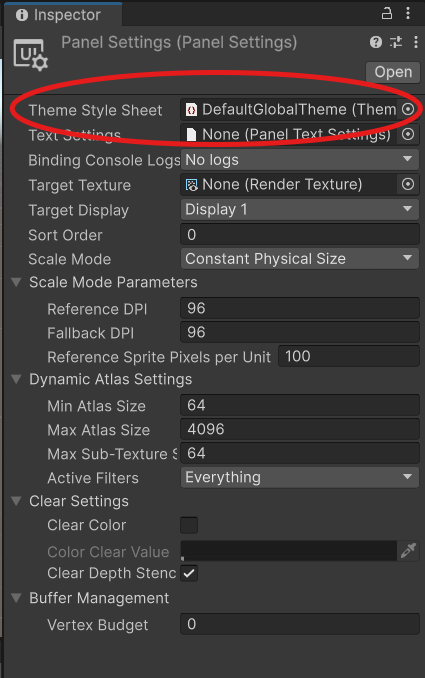 Inspector
Panel Settings (Panel Settings)
Open
Theme Style Sheet DefaultGlobalTheme (Them
Text Settings None (Panel Text Settings)
Binding Console Logs No logs
Target Texture None (Render Texture)
Target Display Display 1
Sort Order 0
Scale Mode Constant Physical Size
Scale Mode Parameters
Reference DPI 96
Fallback DPI 96
Reference Sprite Pixels per Unit 100
Dynamic Atlas Settings
Min Atlas Size 64
Max Atlas Size 4096
Max Sub-Texture S 64
Active Filters Everything
Clear Settings
Clear Color
Color Clear Value
Clear Depth Stenc
Buffer Management
Vertex Budget 0